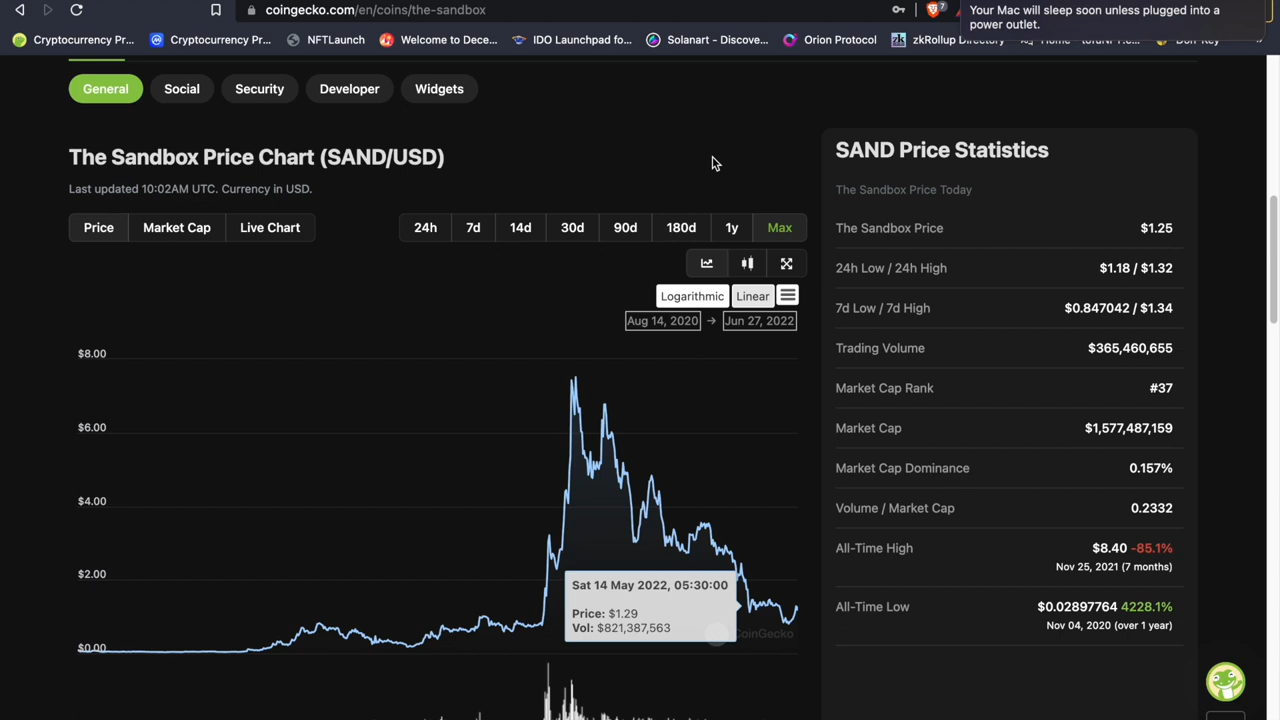 coingecko.com/en/coins/the-sandbox
7
Your Mac will sleep soon unless plugged into a
power outlet.
Cryptocurrency Pr...
Cryptocurrency Pr...
NFTLaunch
Welcome to Dece...
IDO Launchpad fo...
Solanart - Discove...
Orion Protocol
zkRollup Directory
General
Social
Security
Developer
Widgets
The Sandbox Price Chart (SAND/USD)
Last updated 10:02AM UTC. Currency in USD.
Price
Market Cap
Live Chart
24h
7d
14d
30d
90d
180d
1y
Max
Logarithmic
Linear
Aug 14, 2020 → Jun 27, 2022
$8.00
$6.00
$4.00
$2.00
$0.00
Sat 14 May 2022, 05:30:00
Price: $1.29
Vol: $821,387,563
CoinGecko
SAND Price Statistics
The Sandbox Price Today
The Sandbox Price $1.25
24h Low / 24h High $1.18 / $1.32
7d Low / 7d High $0.847042 / $1.34
Trading Volume $365,460,655
Market Cap Rank #37
Market Cap $1,577,487,159
Market Cap Dominance 0.157%
Volume / Market Cap 0.2332
All-Time High $8.40 -85.1%
Nov 25, 2021 (7 months)
All-Time Low $0.02897764 4228.1%
Nov 04, 2020 (over 1 year)